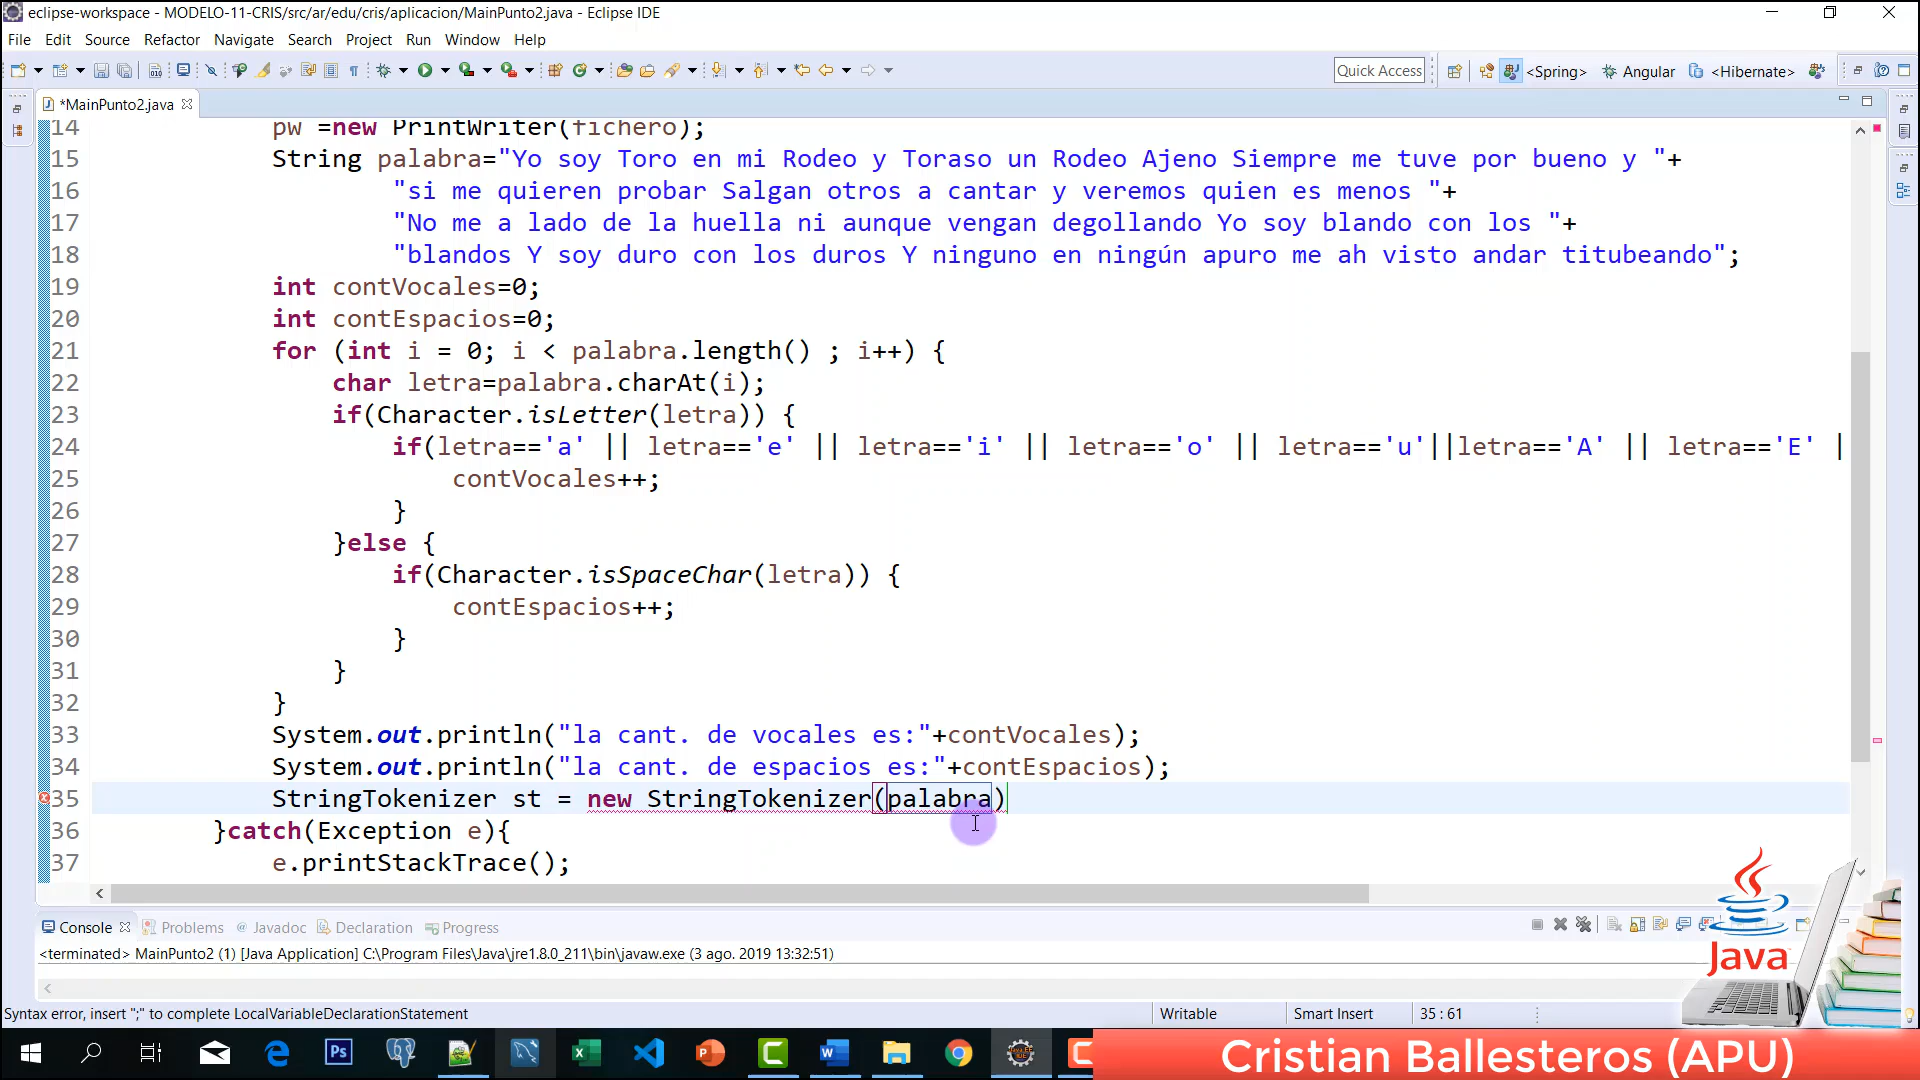 eclipse-workspace - MODELO-11-CRIS/src/ar/edu/cris/aplicacion/MainPunto2.java - Eclipse IDE
File Edit Source Refactor Navigate Search Project Run Window Help
Quick Access <Spring> Angular <Hibernate>
*MainPunto2.java
14 pw =new PrintWriter(fichero);
15 String palabra="Yo soy Toro en mi Rodeo y Toraso un Rodeo Ajeno Siempre me tuve por bueno y "+
16 "si me quieren probar Salgan otros a cantar y veremos quien es menos "+
17 "No me a lado de la huella ni aunque vengan degollando Yo soy blando con los "+
18 "blandos Y soy duro con los duros Y ninguno en ningún apuro me ah visto andar titubeando";
19 int contVocales=0;
20 int contEspacios=0;
21 for (int i = 0; i < palabra.length() ; i++) {
22 char letra=palabra.charAt(i);
23 if(Character.isLetter(letra)) {
24 if(letra=='a' || letra=='e' || letra=='i' || letra=='o' || letra=='u'||letra=='A' || letra=='E' |
25 contVocales++;
26 }
27 }else {
28 if(Character.isSpaceChar(letra)) {
29 contEspacios++;
30 }
31 }
32 }
33 System.out.println("la cant. de vocales es:"+contVocales);
34 System.out.println("la cant. de espacios es:"+contEspacios);
35 StringTokenizer st = new StringTokenizer(palabra)
36 }catch(Exception e){
37 e.printStackTrace();
Console Problems @ Javadoc Declaration Progress
<terminated> MainPunto2 (1) [Java Application] C:\Program Files\Java\jre1.8.0_211\bin\javaw.exe (3 ago. 2019 13:32:51)
Java
Syntax error, insert ";" to complete LocalVariableDeclarationStatement Writable Smart Insert 35 : 61
Cristian Ballesteros (APU)